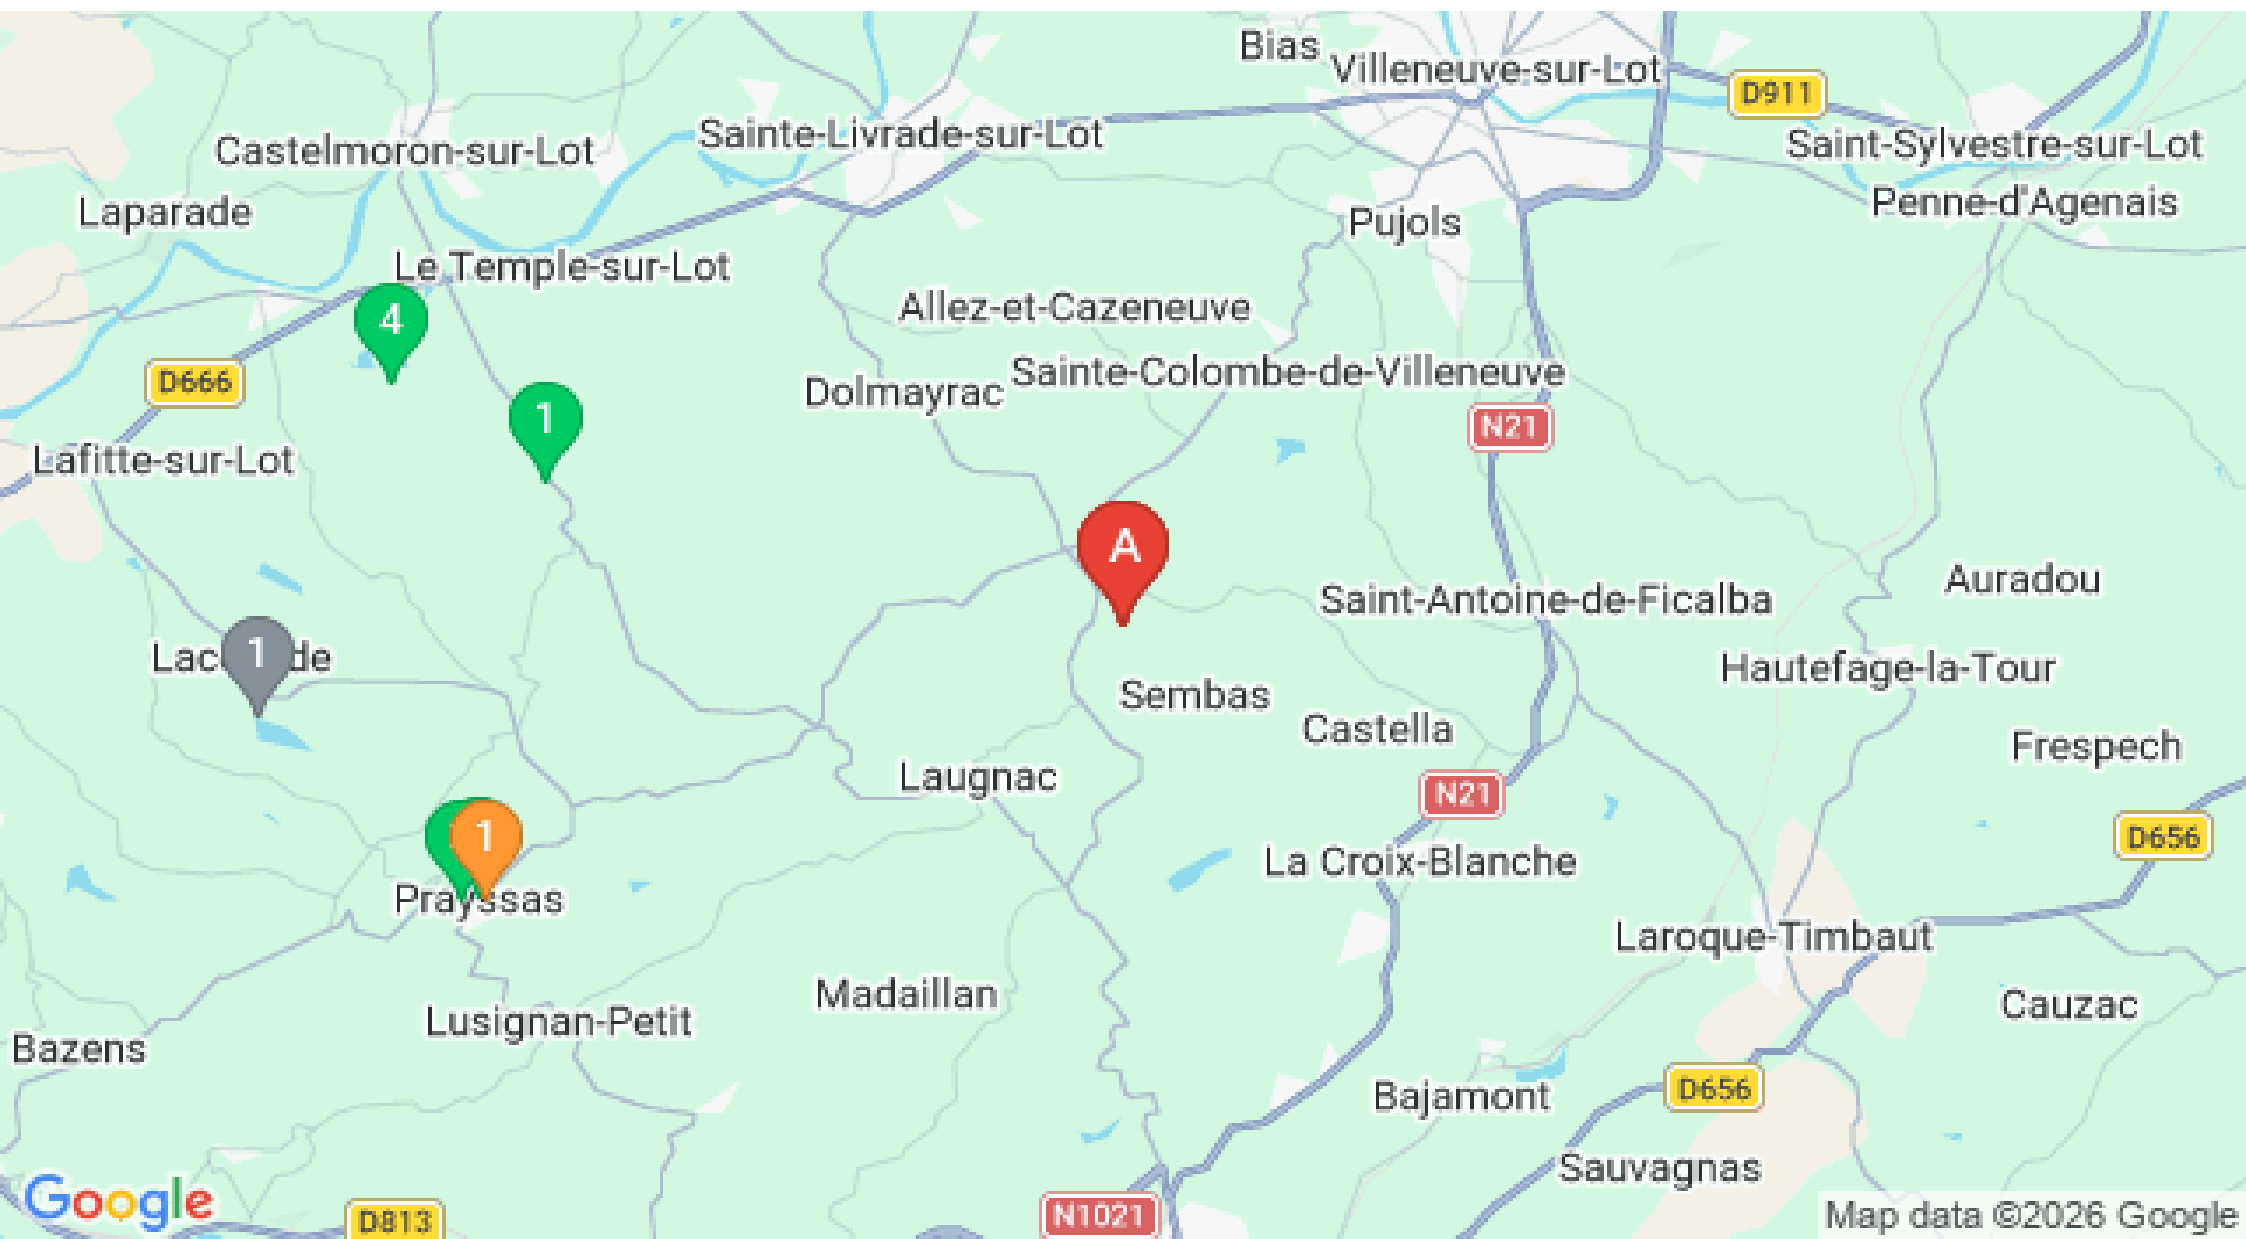 Bias
Villeneuve-sur-Lot
D911
Sainte-Livrade-sur-Lot
Castelmoron-sur-Lot
Saint-Sylvestre-sur-Lot
Laparade
Penne-d'Agenais
Pujols
Le Temple-sur-Lot
Allez-et-Cazeneuve
4
D666
Sainte-Colombe-de-Villeneuve
Dolmayrac
1
N21
Lafitte-sur-Lot
A
Auradou
Saint-Antoine-de-Ficalba
1
Hautefage-la-Tour
Sembas
Castella
Frespech
Laugnac
N21
1
D656
La Croix-Blanche
Prayssas
Laroque-Timbaut
Madaillan
Cauzac
Lusignan-Petit
Bazens
D656
Bajamont
Sauvagnas
Google
D813
N1021
Map data ©2026 Google